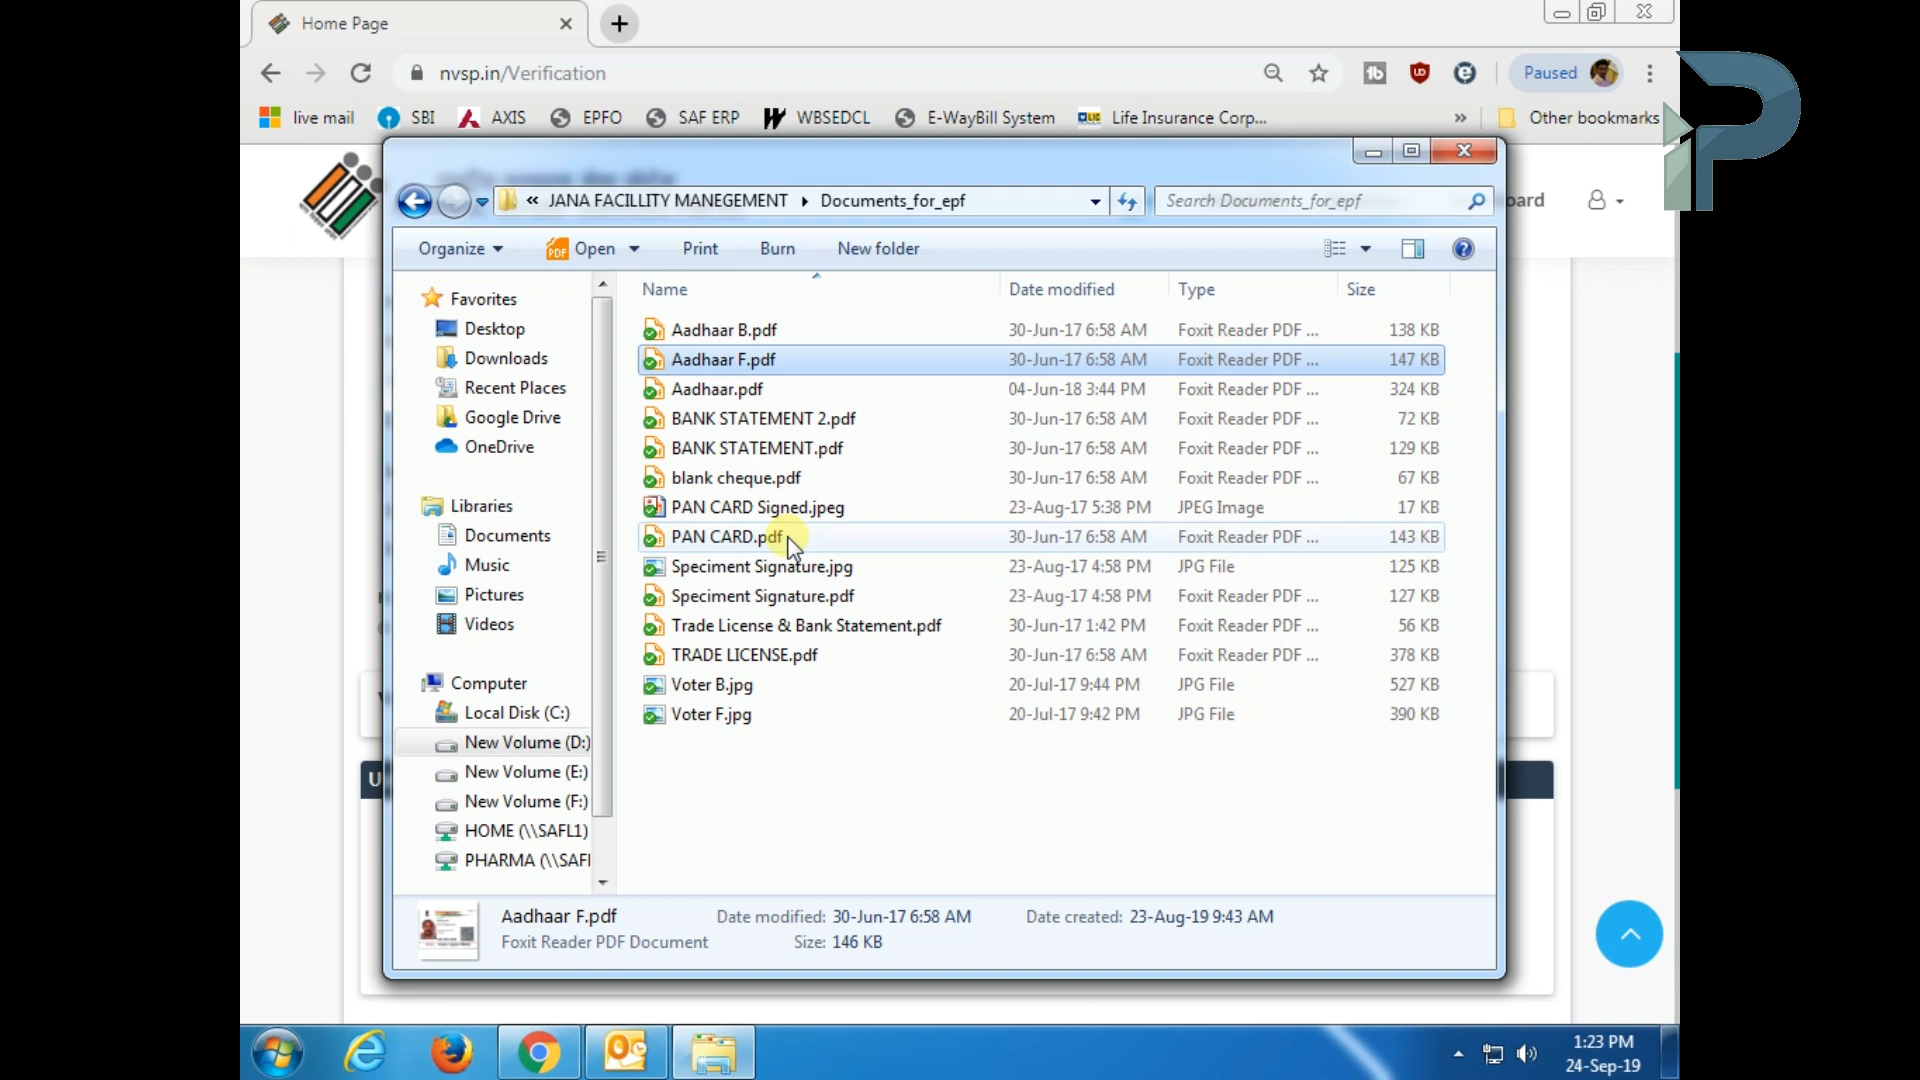 Home Page
nvsp.in/Verification
Paused
live mail SBI AXIS EPFO SAF ERP WBSEDCL E-WayBill System LIC Life Insurance Corp... » Other bookmarks
« JANA FACILLITY MANEGEMENT Documents_for_epf Search Documents_for_epf
oard
Organize PDF Open Print Burn New folder
Name Date modified Type Size
Favorites
Desktop
Downloads
Recent Places
Google Drive
OneDrive
Libraries
Documents
Music
Pictures
Videos
Computer
Local Disk (C:)
New Volume (D:)
New Volume (E:)
New Volume (F:)
HOME (\\SAFL1)
PHARMA (\\SAFI
Aadhaar B.pdf 30-Jun-17 6:58 AM Foxit Reader PDF ... 138 KB
Aadhaar F.pdf 30-Jun-17 6:58 AM Foxit Reader PDF ... 147 KB
Aadhaar.pdf 04-Jun-18 3:44 PM Foxit Reader PDF ... 324 KB
BANK STATEMENT 2.pdf 30-Jun-17 6:58 AM Foxit Reader PDF ... 72 KB
BANK STATEMENT.pdf 30-Jun-17 6:58 AM Foxit Reader PDF ... 129 KB
blank cheque.pdf 30-Jun-17 6:58 AM Foxit Reader PDF ... 67 KB
PAN CARD Signed.jpeg 23-Aug-17 5:38 PM JPEG Image 17 KB
PAN CARD.pdf 30-Jun-17 6:58 AM Foxit Reader PDF ... 143 KB
Speciment Signature.jpg 23-Aug-17 4:58 PM JPG File 125 KB
Speciment Signature.pdf 23-Aug-17 4:58 PM Foxit Reader PDF ... 127 KB
Trade License & Bank Statement.pdf 30-Jun-17 1:42 PM Foxit Reader PDF ... 56 KB
TRADE LICENSE.pdf 30-Jun-17 6:58 AM Foxit Reader PDF ... 378 KB
Voter B.jpg 20-Jul-17 9:44 PM JPG File 527 KB
Voter F.jpg 20-Jul-17 9:42 PM JPG File 390 KB
U
Aadhaar F.pdf Date modified: 30-Jun-17 6:58 AM Date created: 23-Aug-19 9:43 AM
Foxit Reader PDF Document Size: 146 KB
1:23 PM
24-Sep-19